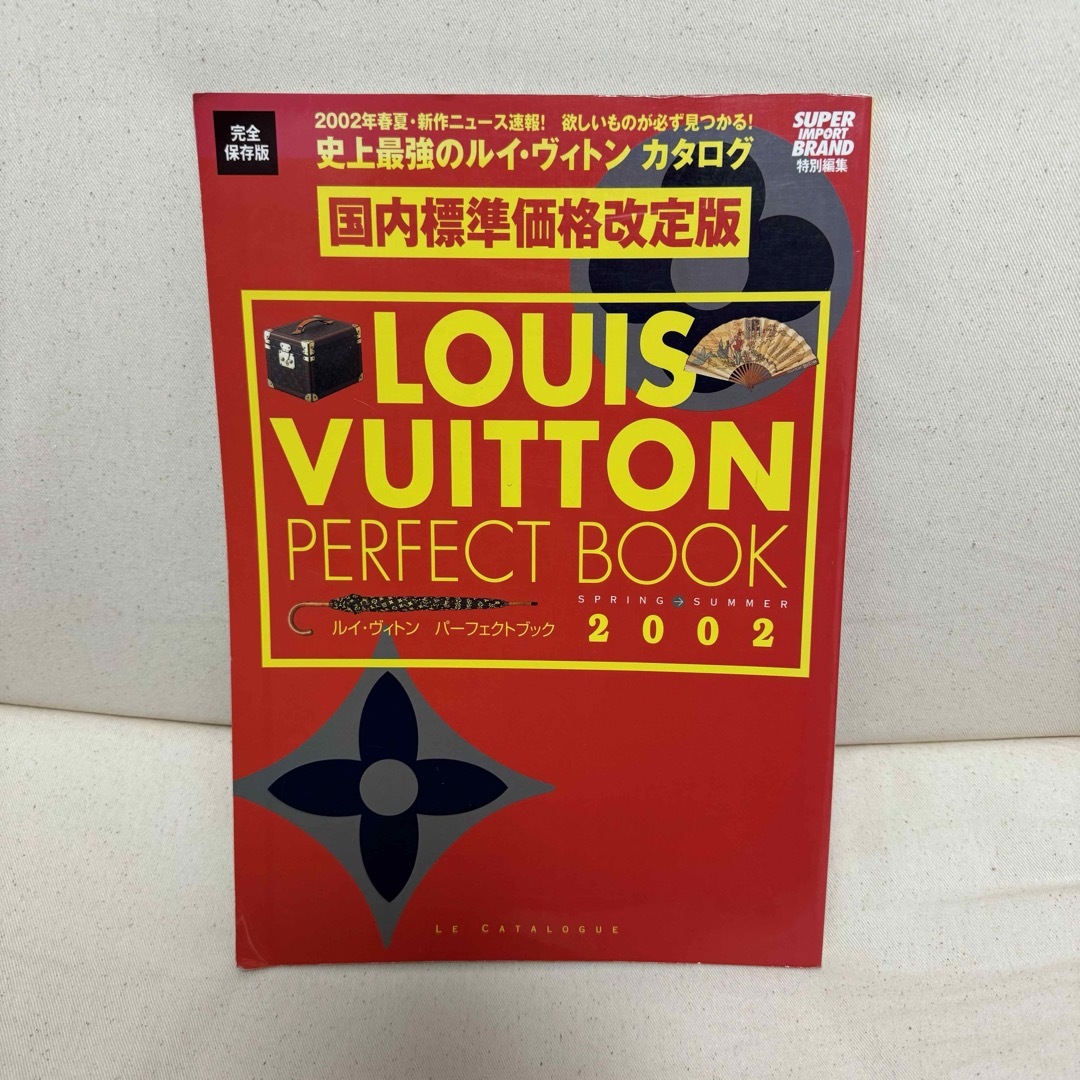 完全
保存版
2002年春夏・新作ニュース速報! 欲しいものが必ず見つかる!
史上最強のルイ・ヴィトン カタログ
SUPER
IMPORT
BRAND
特別編集
国内標準価格改定版
LOUIS
VUITTON
PERFECT BOOK
SPRING→SUMMER
ルイ・ヴィトン パーフェクトブック
2002
LE CATALOGUE